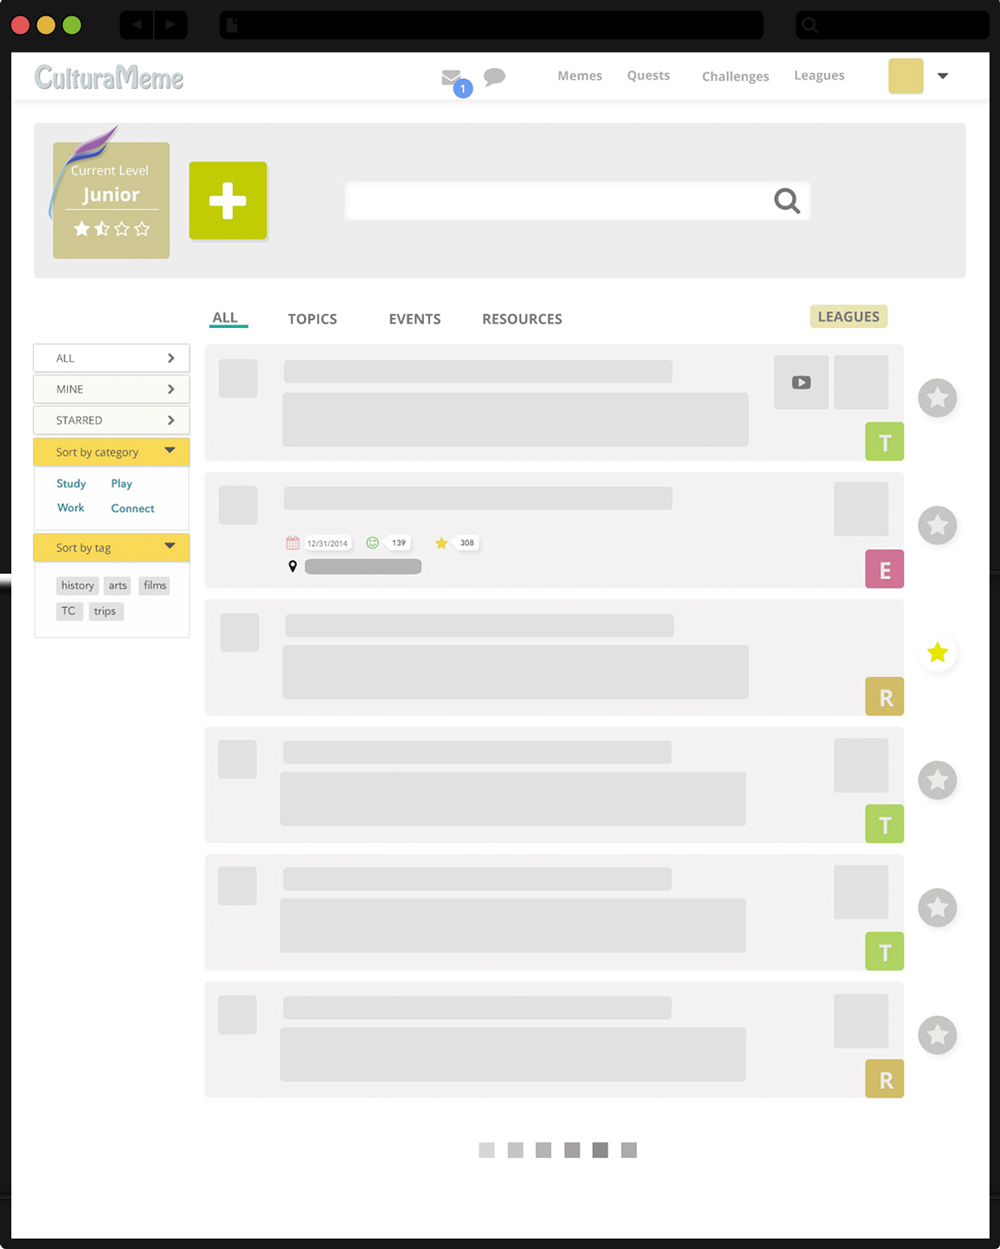 CulturaMeme
1
Memes Quests Challenges Leagues
Current Level
Junior
ALL TOPICS EVENTS RESOURCES LEAGUES
ALL
MINE
STARRED
Sort by category
Study Play
Work Connect
Sort by tag
history arts films
TC trips
T
12/31/2014 139 308
E
R
T
T
R